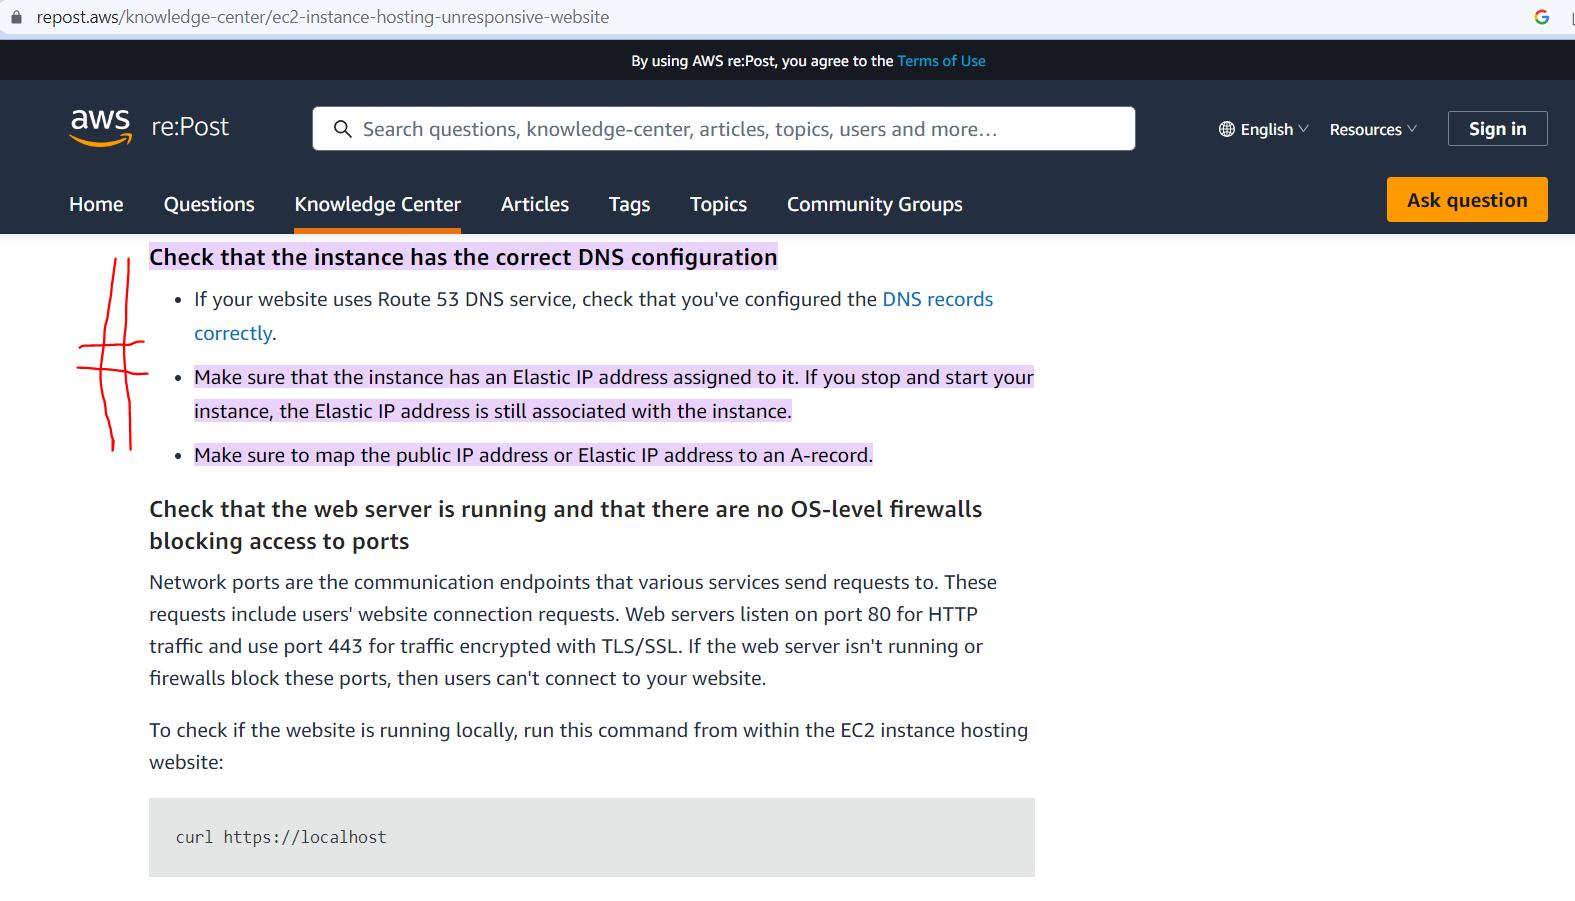 repost.aws/knowledge-center/ec2-instance-hosting-unresponsive-website
By using AWS re:Post, you agree to the Terms of Use
aws re:Post
Search questions, knowledge-center, articles, topics, users and more...
English
Resources
Sign in
Home Questions Knowledge Center Articles Tags Topics Community Groups
Ask question
Check that the instance has the correct DNS configuration
• If your website uses Route 53 DNS service, check that you've configured the DNS records
correctly.
• Make sure that the instance has an Elastic IP address assigned to it. If you stop and start your
instance, the Elastic IP address is still associated with the instance.
• Make sure to map the public IP address or Elastic IP address to an A-record.
Check that the web server is running and that there are no OS-level firewalls
blocking access to ports
Network ports are the communication endpoints that various services send requests to. These
requests include users' website connection requests. Web servers listen on port 80 for HTTP
traffic and use port 443 for traffic encrypted with TLS/SSL. If the web server isn't running or
firewalls block these ports, then users can't connect to your website.
To check if the website is running locally, run this command from within the EC2 instance hosting
website:
curl https://localhost